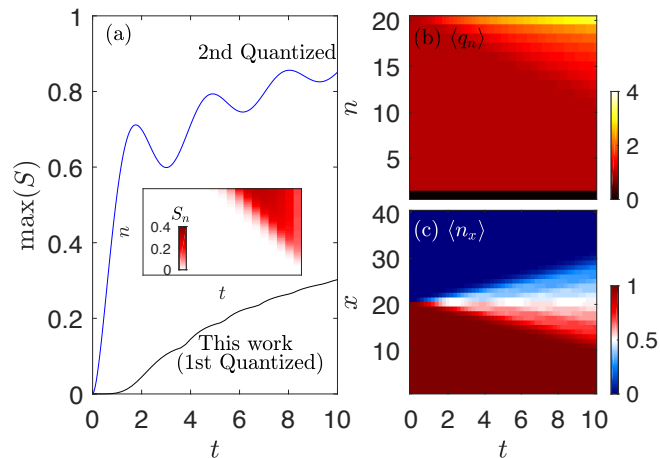 (a)
2nd Quantized
This work
(1st Quantized)
max(S)
1
0.8
0.6
0.4
0.2
0
0 2 4 6 8 10
t
n
S_n
0.4
0.2
0
t
(b) ⟨q_n⟩
n
20
15
10
5
4
2
0
(c) ⟨n_x⟩
x
40
30
20
10
1
0.5
0
0 2 4 6 8 10
t